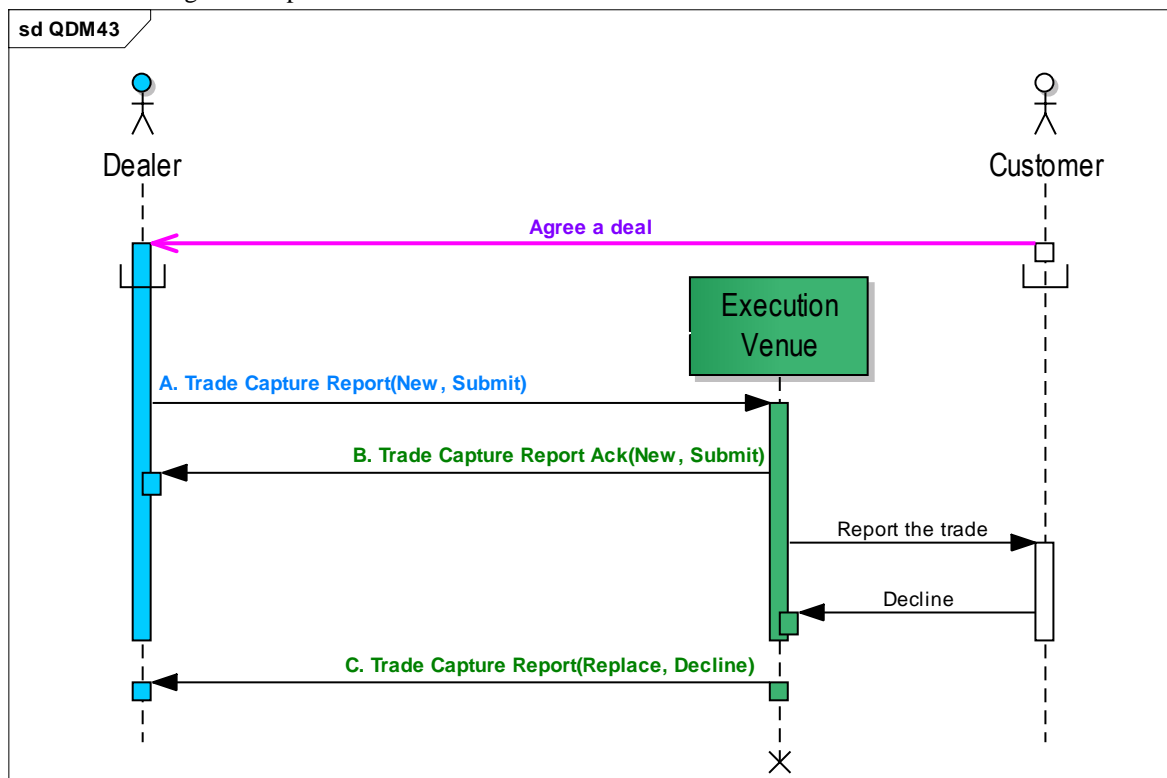 sd QDM43
Dealer
Customer
Agree a deal
Execution
Venue
A. Trade Capture Report(New, Submit)
B. Trade Capture Report Ack(New, Submit)
Report the trade
Decline
C. Trade Capture Report(Replace, Decline)